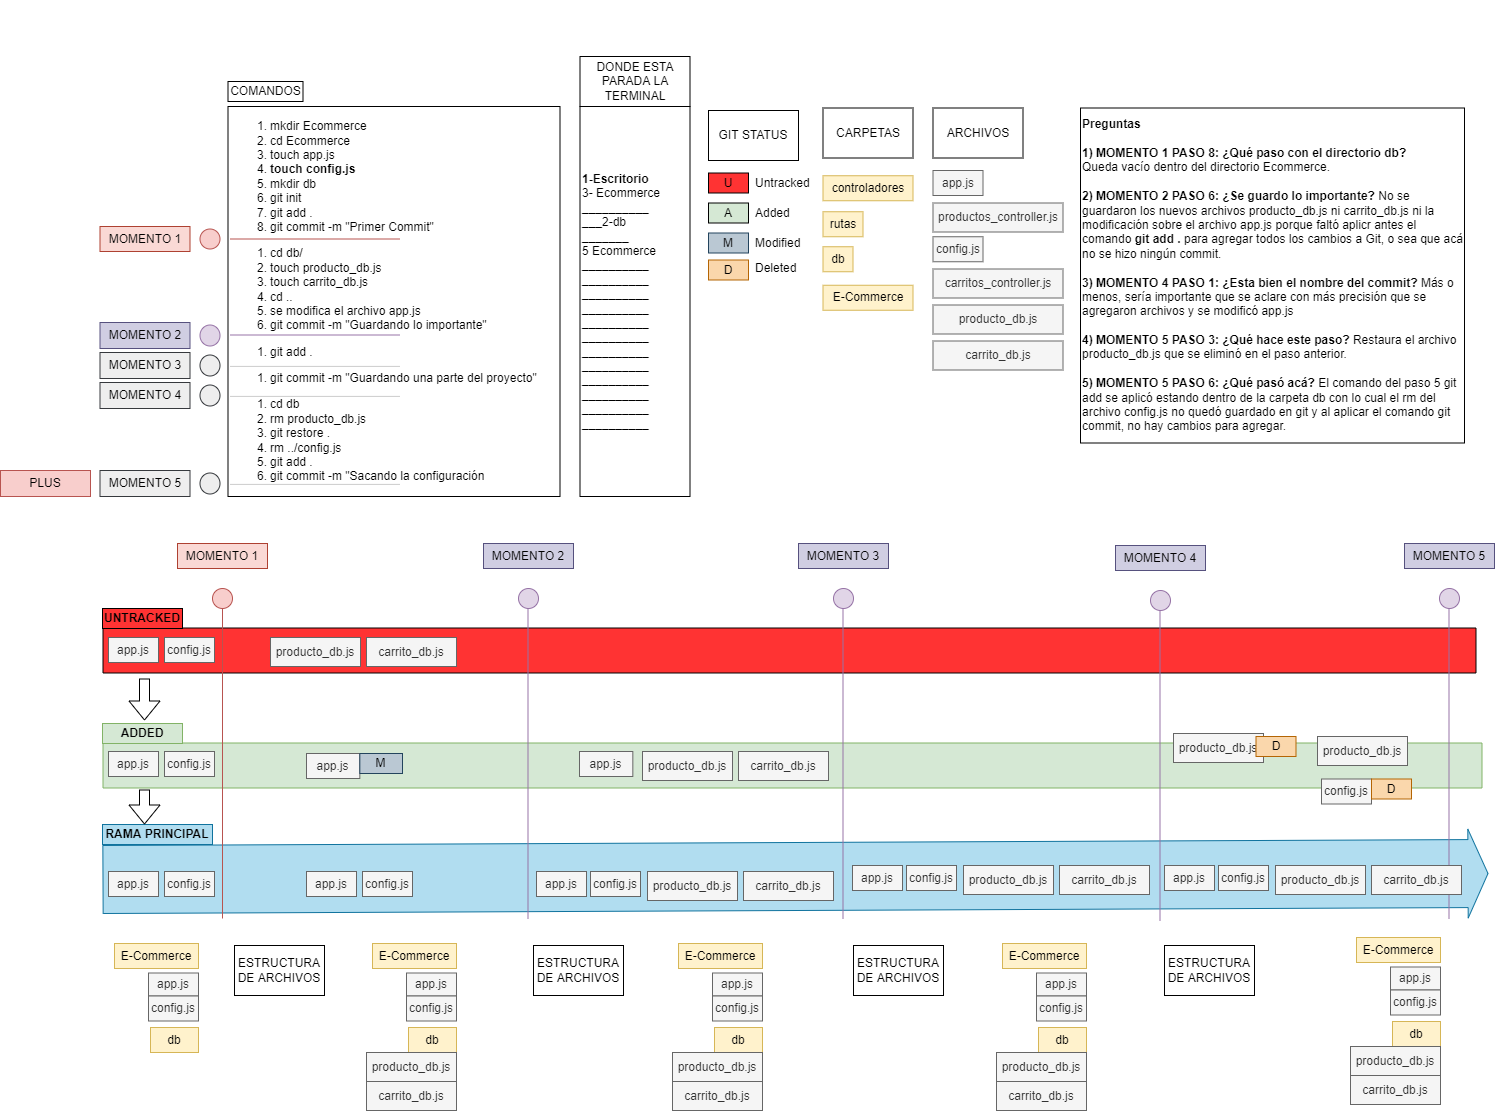 COMANDOS
1. mkdir Ecommerce
2. cd Ecommerce
3. touch app.js
4. touch config.js
5. mkdir db
6. git init
7. git add .
8. git commit -m "Primer Commit"
MOMENTO 1
1. cd db/
2. touch producto_db.js
3. touch carrito_db.js
4. cd ..
5. se modifica el archivo app.js
6. git commit -m "Guardando lo importante"
MOMENTO 2
1. git add .
MOMENTO 3
1. git commit -m "Guardando una parte del proyecto"
MOMENTO 4
1. cd db
2. rm producto_db.js
3. git restore .
4. rm ../config.js
5. git add .
6. git commit -m "Sacando la configuración
PLUS
MOMENTO 5
DONDE ESTA
PARADA LA
TERMINAL
1-Escritorio
3- Ecommerce
__________
___2-db
_______
5 Ecommerce
__________
__________
__________
__________
__________
__________
__________
__________
__________
__________
__________
__________
GIT STATUS
U Untracked
A Added
M Modified
D Deleted
CARPETAS
controladores
rutas
db
E-Commerce
ARCHIVOS
app.js
productos_controller.js
config.js
carritos_controller.js
producto_db.js
carrito_db.js
Preguntas
1) MOMENTO 1 PASO 8: ¿Qué paso con el directorio db?
Queda vacío dentro del directorio Ecommerce.
2) MOMENTO 2 PASO 6: ¿Se guardo lo importante? No se
guardaron los nuevos archivos producto_db.js ni carrito_db.js ni la
modificación sobre el archivo app.js porque faltó aplicr antes el
comando git add . para agregar todos los cambios a Git, o sea que acá
no se hizo ningún commit.
3) MOMENTO 4 PASO 1: ¿Esta bien el nombre del commit? Más o
menos, sería importante que se aclare con más precisión que se
agregaron archivos y se modificó app.js
4) MOMENTO 5 PASO 3: ¿Qué hace este paso? Restaura el archivo
producto_db.js que se eliminó en el paso anterior.
5) MOMENTO 5 PASO 6: ¿Qué pasó acá? El comando del paso 5 git
add se aplicó estando dentro de la carpeta db con lo cual el rm del
archivo config.js no quedó guardado en git y al aplicar el comando git
commit, no hay cambios para agregar.
MOMENTO 1
MOMENTO 2
MOMENTO 3
MOMENTO 4
MOMENTO 5
UNTRACKED
app.js config.js producto_db.js carrito_db.js
ADDED
app.js config.js app.js M app.js producto_db.js carrito_db.js producto_db.js D producto_db.js
config.js D
RAMA PRINCIPAL
app.js config.js app.js config.js app.js config.js producto_db.js carrito_db.js app.js config.js producto_db.js carrito_db.js app.js config.js producto_db.js carrito_db.js
E-Commerce
app.js
config.js
db
ESTRUCTURA
DE ARCHIVOS
E-Commerce
app.js
config.js
db
producto_db.js
carrito_db.js
ESTRUCTURA
DE ARCHIVOS
E-Commerce
app.js
config.js
db
producto_db.js
carrito_db.js
ESTRUCTURA
DE ARCHIVOS
E-Commerce
app.js
config.js
db
producto_db.js
carrito_db.js
ESTRUCTURA
DE ARCHIVOS
E-Commerce
app.js
config.js
db
producto_db.js
carrito_db.js